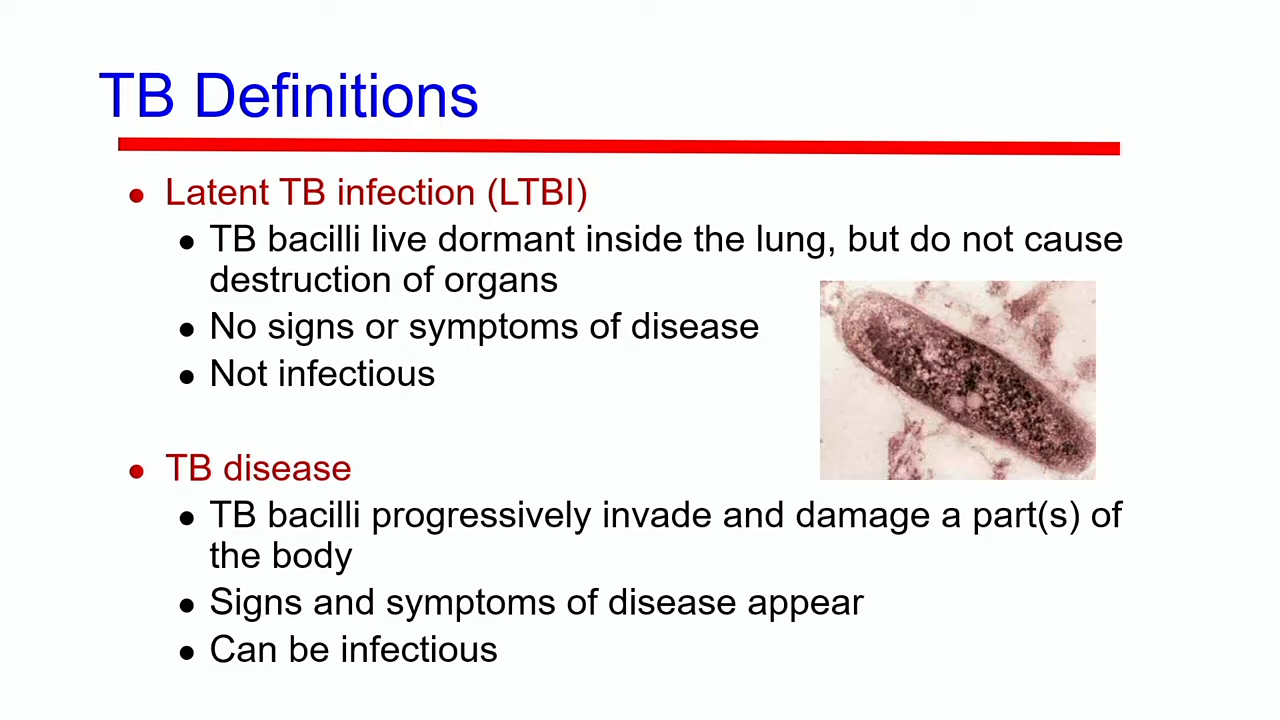 TB Definitions
• Latent TB infection (LTBI)
• TB bacilli live dormant inside the lung, but do not cause
destruction of organs
• No signs or symptoms of disease
• Not infectious
• TB disease
• TB bacilli progressively invade and damage a part(s) of
the body
• Signs and symptoms of disease appear
• Can be infectious